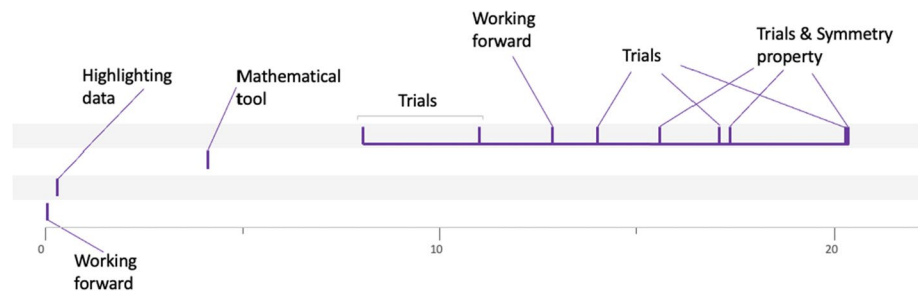 Working
forward
Trials & Symmetry
property
Trials
Highlighting
data
Mathematical
tool
Trials
0
10
20
Working
forward